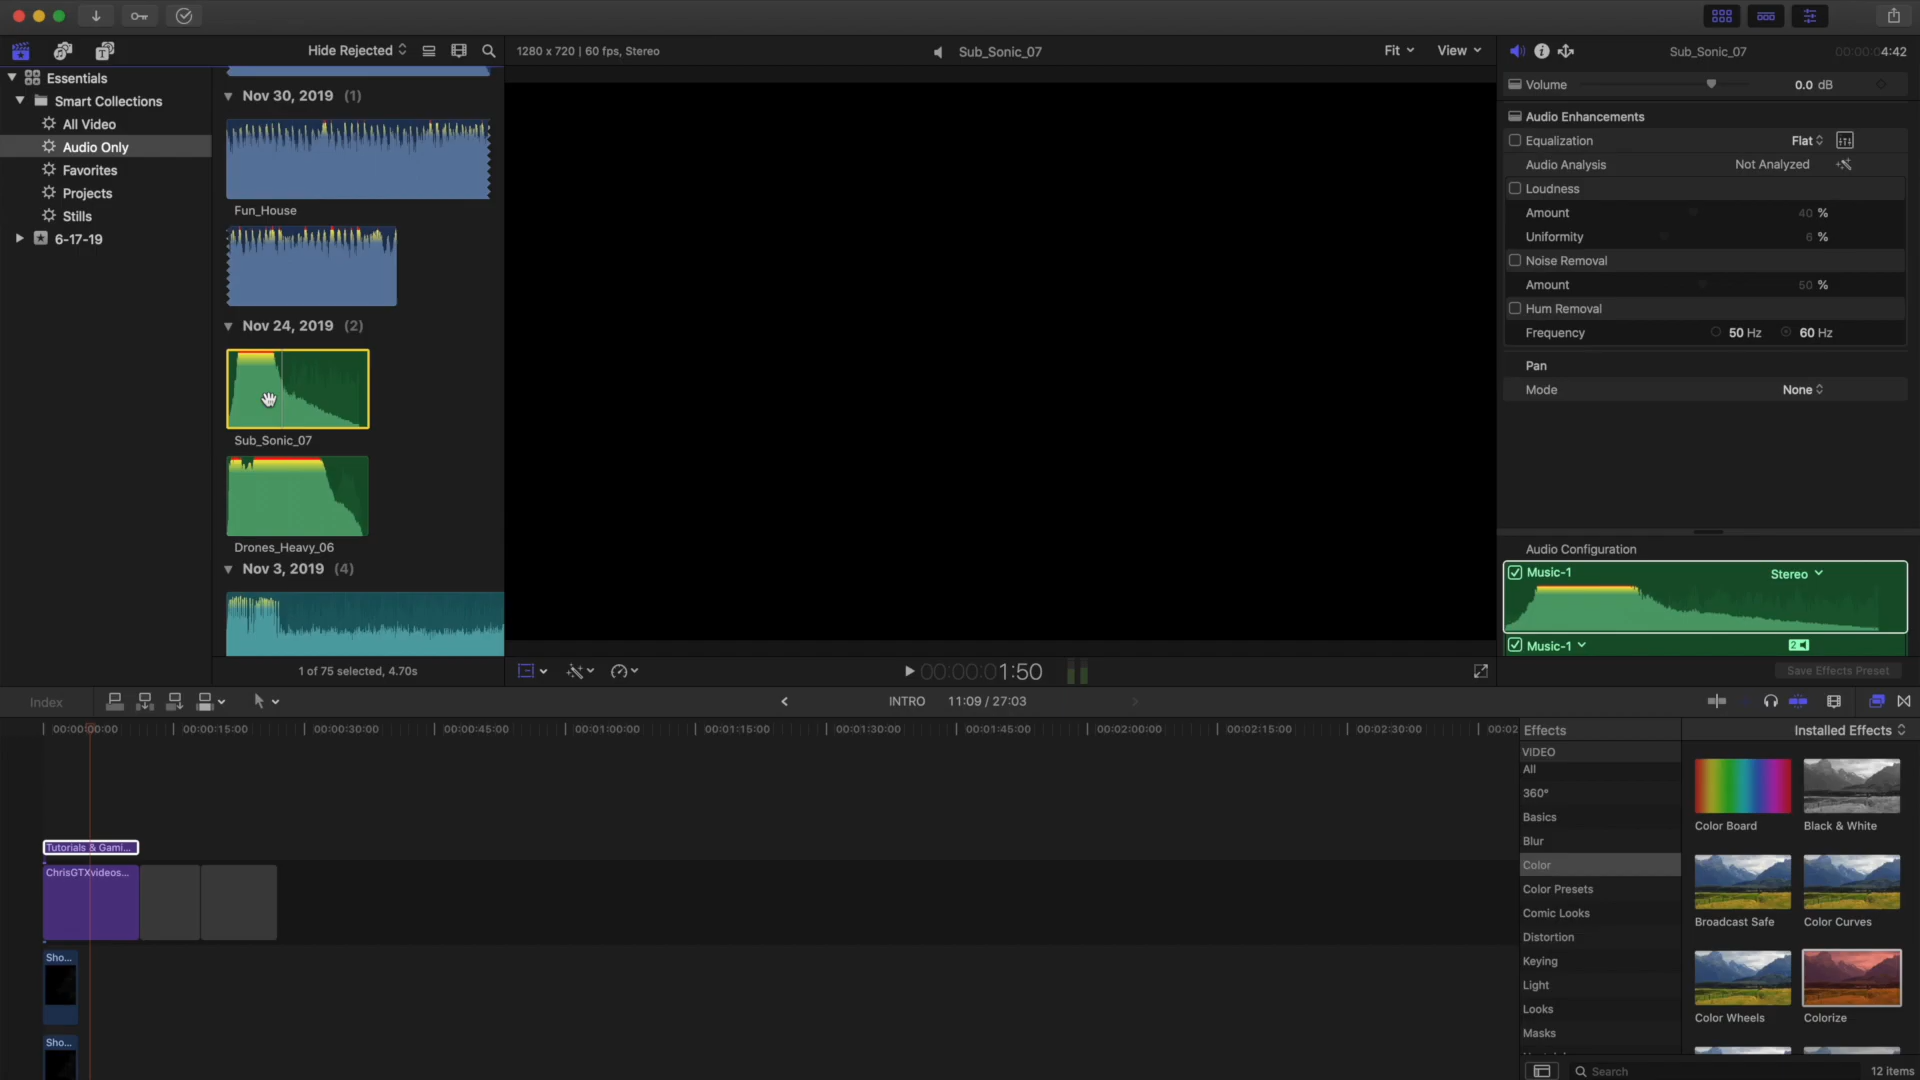 Hide Rejected
1280 x 720 | 60 fps, Stereo
Sub_Sonic_07
Fit
View
Sub_Sonic_07
00:00:04:42
Essentials
Smart Collections
All Video
Audio Only
Favorites
Projects
Stills
6-17-19
Nov 30, 2019 (1)
Fun_House
Nov 24, 2019 (2)
Sub_Sonic_07
Drones_Heavy_06
Nov 3, 2019 (4)
1 of 75 selected, 4.70s
00:00:01:50
Volume
0.0 dB
Audio Enhancements
Equalization
Flat
Audio Analysis
Not Analyzed
Loudness
Amount
40 %
Uniformity
6 %
Noise Removal
Amount
50 %
Hum Removal
Frequency
50 Hz
60 Hz
Pan
Mode
None
Audio Configuration
Music-1
Stereo
Music-1
2
Save Effects Preset
Index
INTRO
11:09 / 27:03
00:00:00:00
00:00:15:00
00:00:30:00
00:00:45:00
00:01:00:00
00:01:15:00
00:01:30:00
00:01:45:00
00:02:00:00
00:02:15:00
00:02:30:00
00:02
Tutorials & Gami...
ChrisGTXvideos...
Sho...
Sho...
Effects
Installed Effects
VIDEO
All
360°
Basics
Blur
Color
Color Presets
Comic Looks
Distortion
Keying
Light
Looks
Masks
Color Board
Black & White
Broadcast Safe
Color Curves
Color Wheels
Colorize
Search
12 items